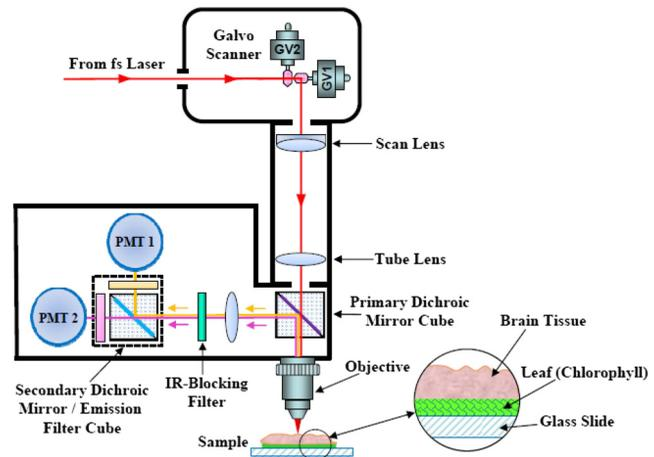 Galvo
Scanner
GV2
GV1
From fs Laser
Scan Lens
Tube Lens
PMT 1
PMT 2
Primary Dichroic
Mirror Cube
Secondary Dichroic
Mirror / Emission
Filter Cube
IR-Blocking
Filter
Objective
Sample
Brain Tissue
Leaf (Chlorophyll)
Glass Slide